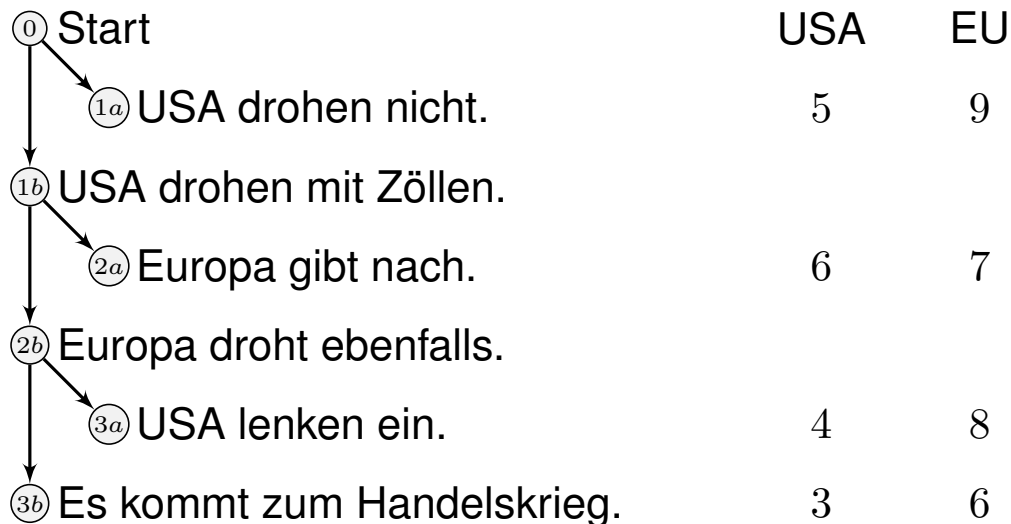 0 Start USA EU
1a USA drohen nicht. 5 9
1b USA drohen mit Zöllen.
2a Europa gibt nach. 6 7
2b Europa droht ebenfalls.
3a USA lenken ein. 4 8
3b Es kommt zum Handelskrieg. 3 6